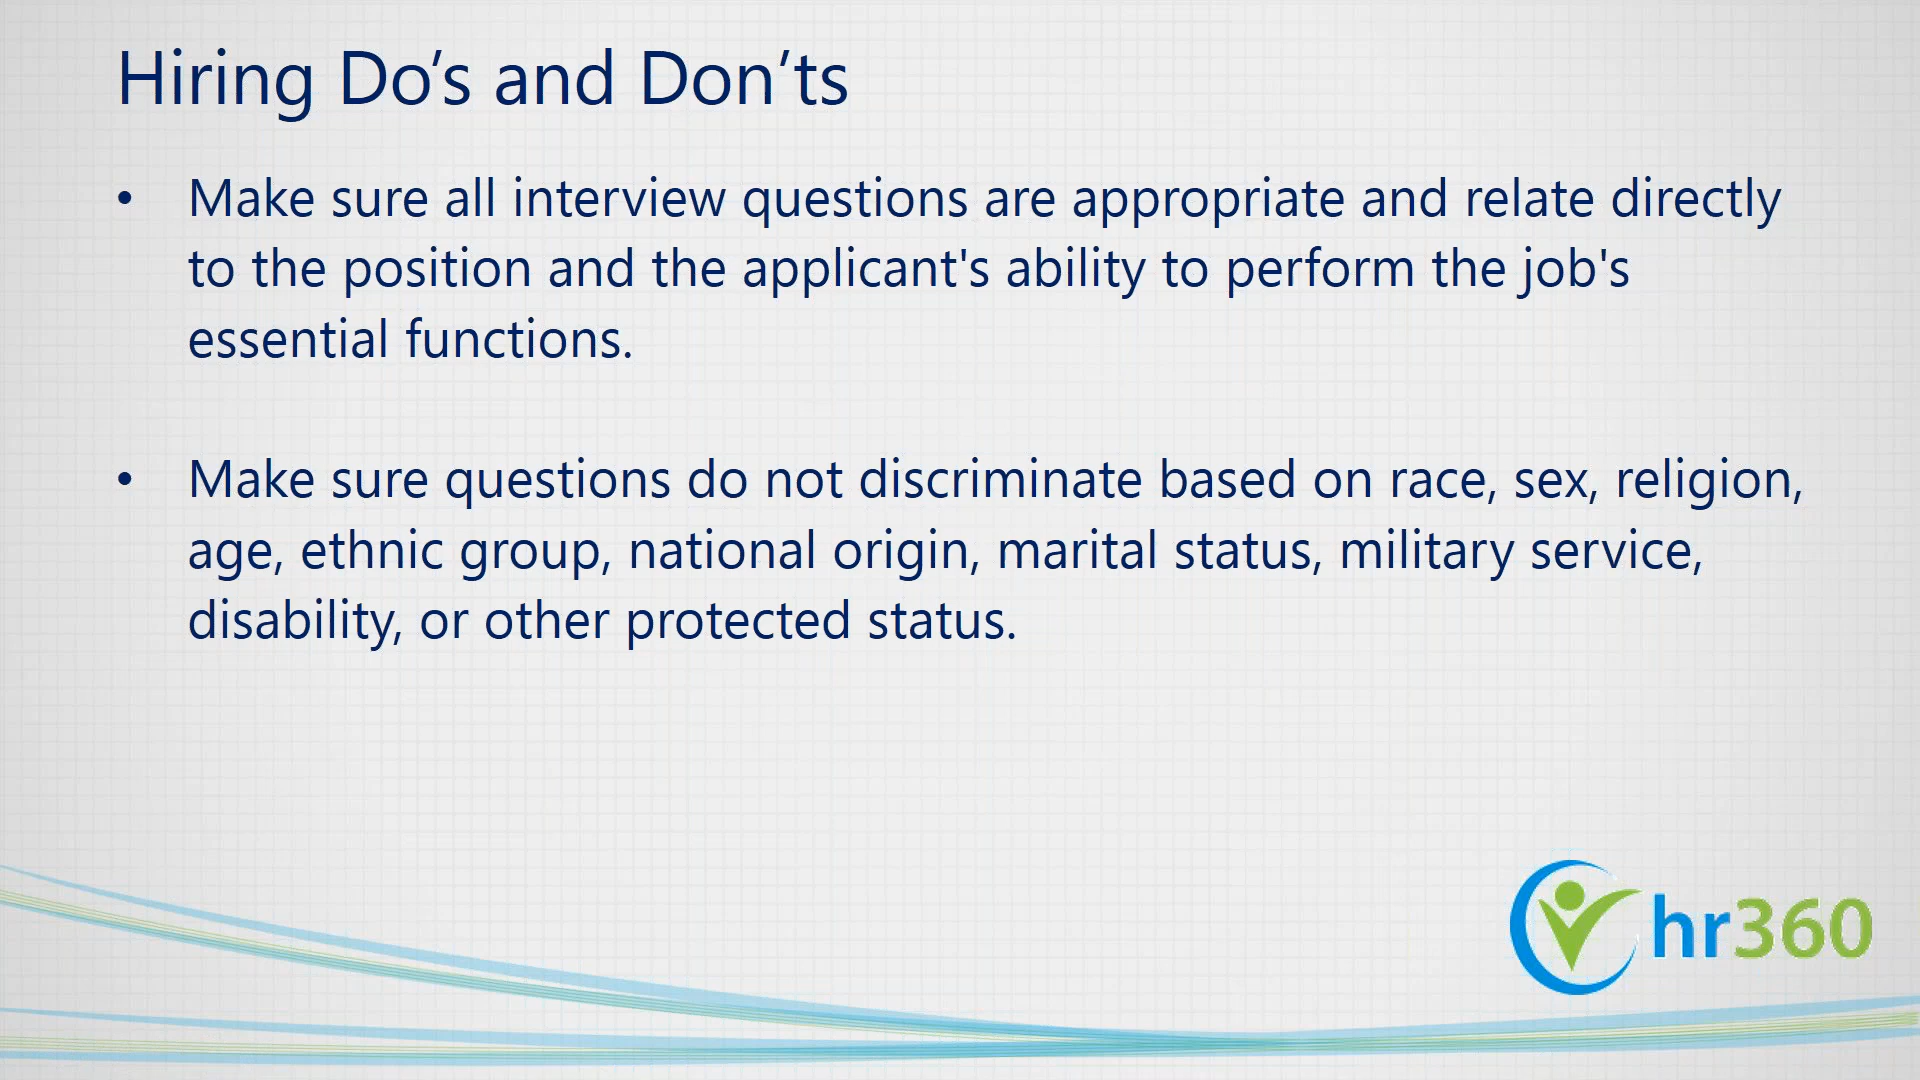 Hiring Do’s and Don’ts
• Make sure all interview questions are appropriate and relate directly
to the position and the applicant's ability to perform the job's
essential functions.
• Make sure questions do not discriminate based on race, sex, religion,
age, ethnic group, national origin, marital status, military service,
disability, or other protected status.
hr360